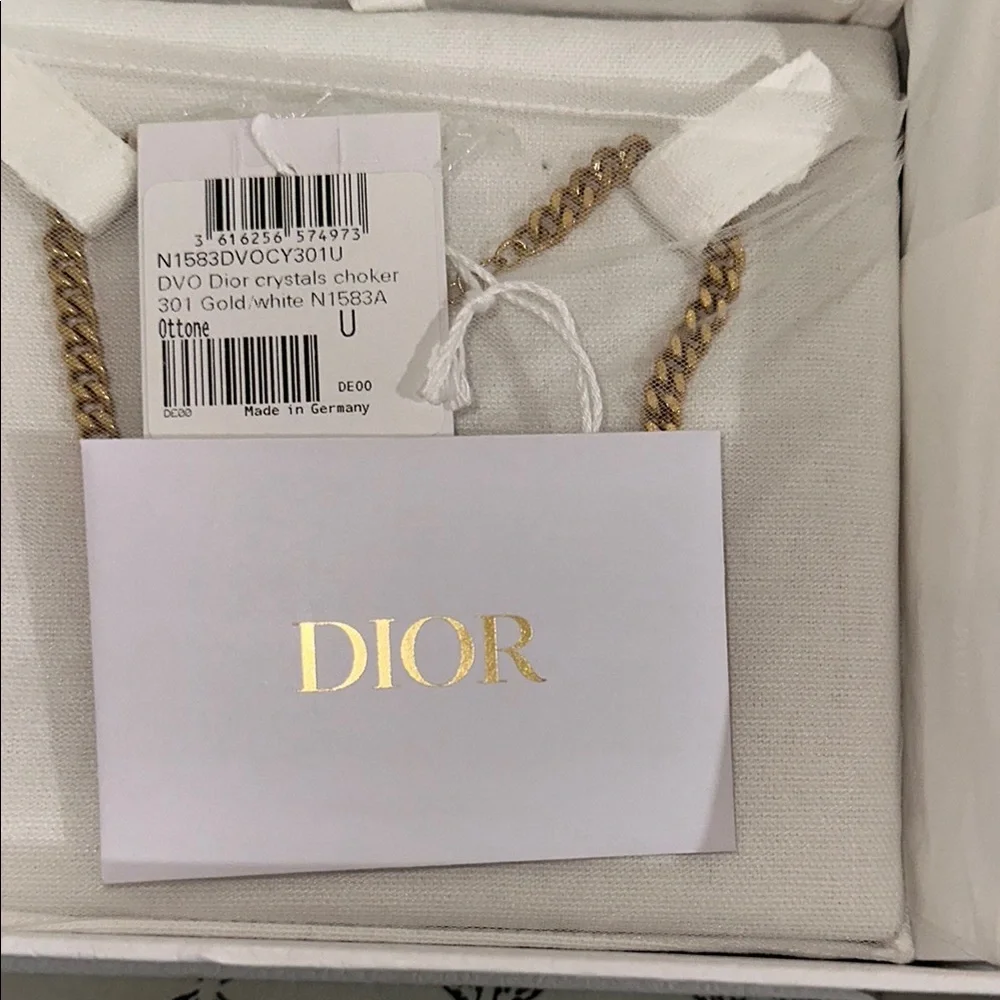 3 616256 574973
N1583DVOCY301U
DVO Dior crystals choker
301 Gold/white N1583A
Ottone U
DE00
DE00 Made in Germany
DIOR